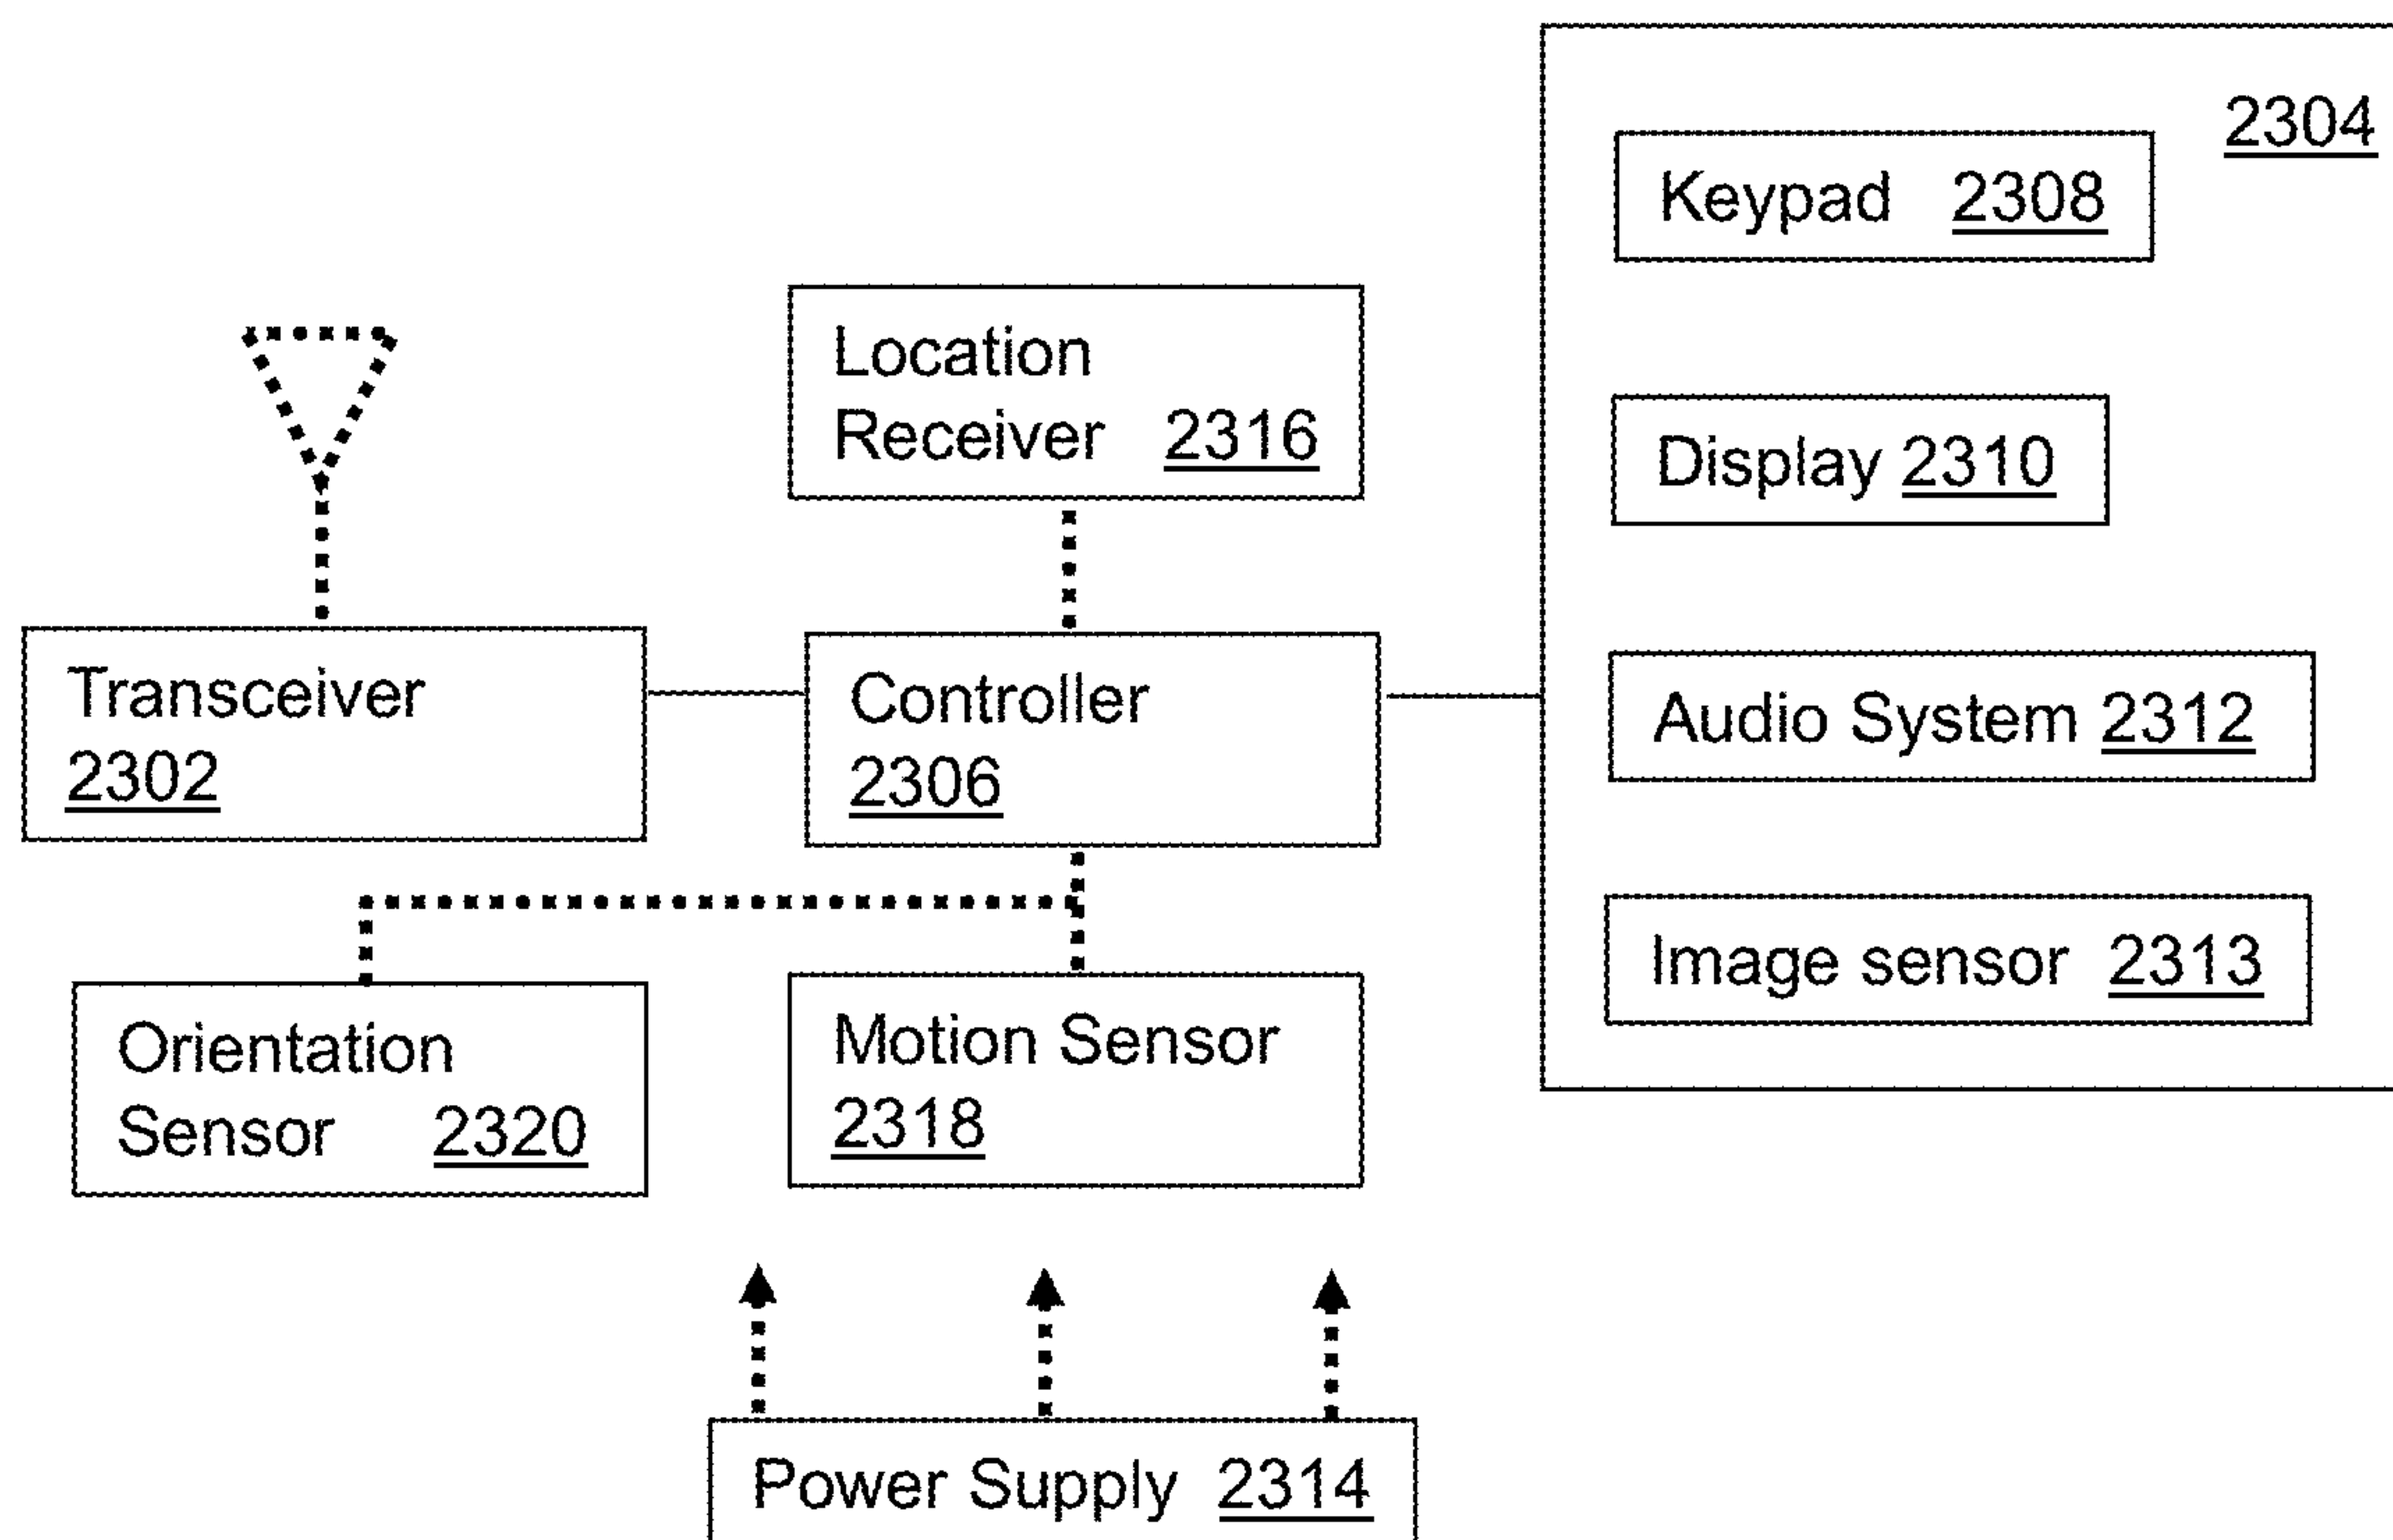 2304
Keypad 2308
Location
Receiver 2316
Display 2310
Transceiver
2302
Controller
2306
Audio System 2312
Image sensor 2313
Orientation
Sensor 2320
Motion Sensor
2318
Power Supply 2314